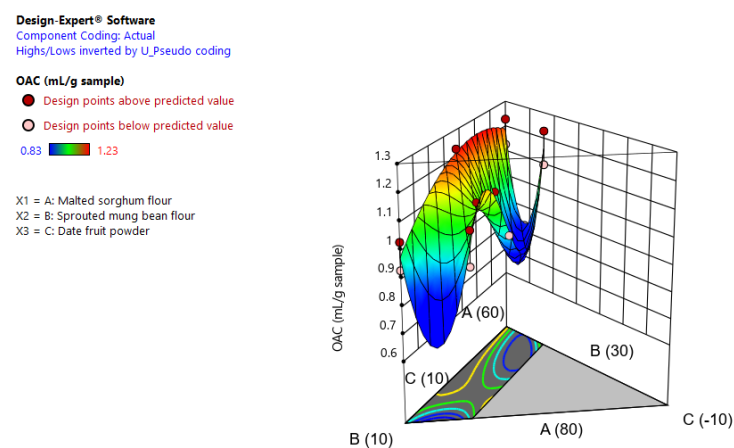 Design-Expert® Software
Component Coding: Actual
Highs/Lows inverted by U_Pseudo coding
OAC (mL/g sample)
Design points above predicted value
Design points below predicted value
0.83 1.23
X1 = A: Malted sorghum flour
X2 = B: Sprouted mung bean flour
X3 = C: Date fruit powder
1.3
1.2
1.1
1
0.9
0.8
0.7
0.6
OAC (mL/g sample)
A (60)
B (30)
C (10)
C (-10)
A (80)
B (10)